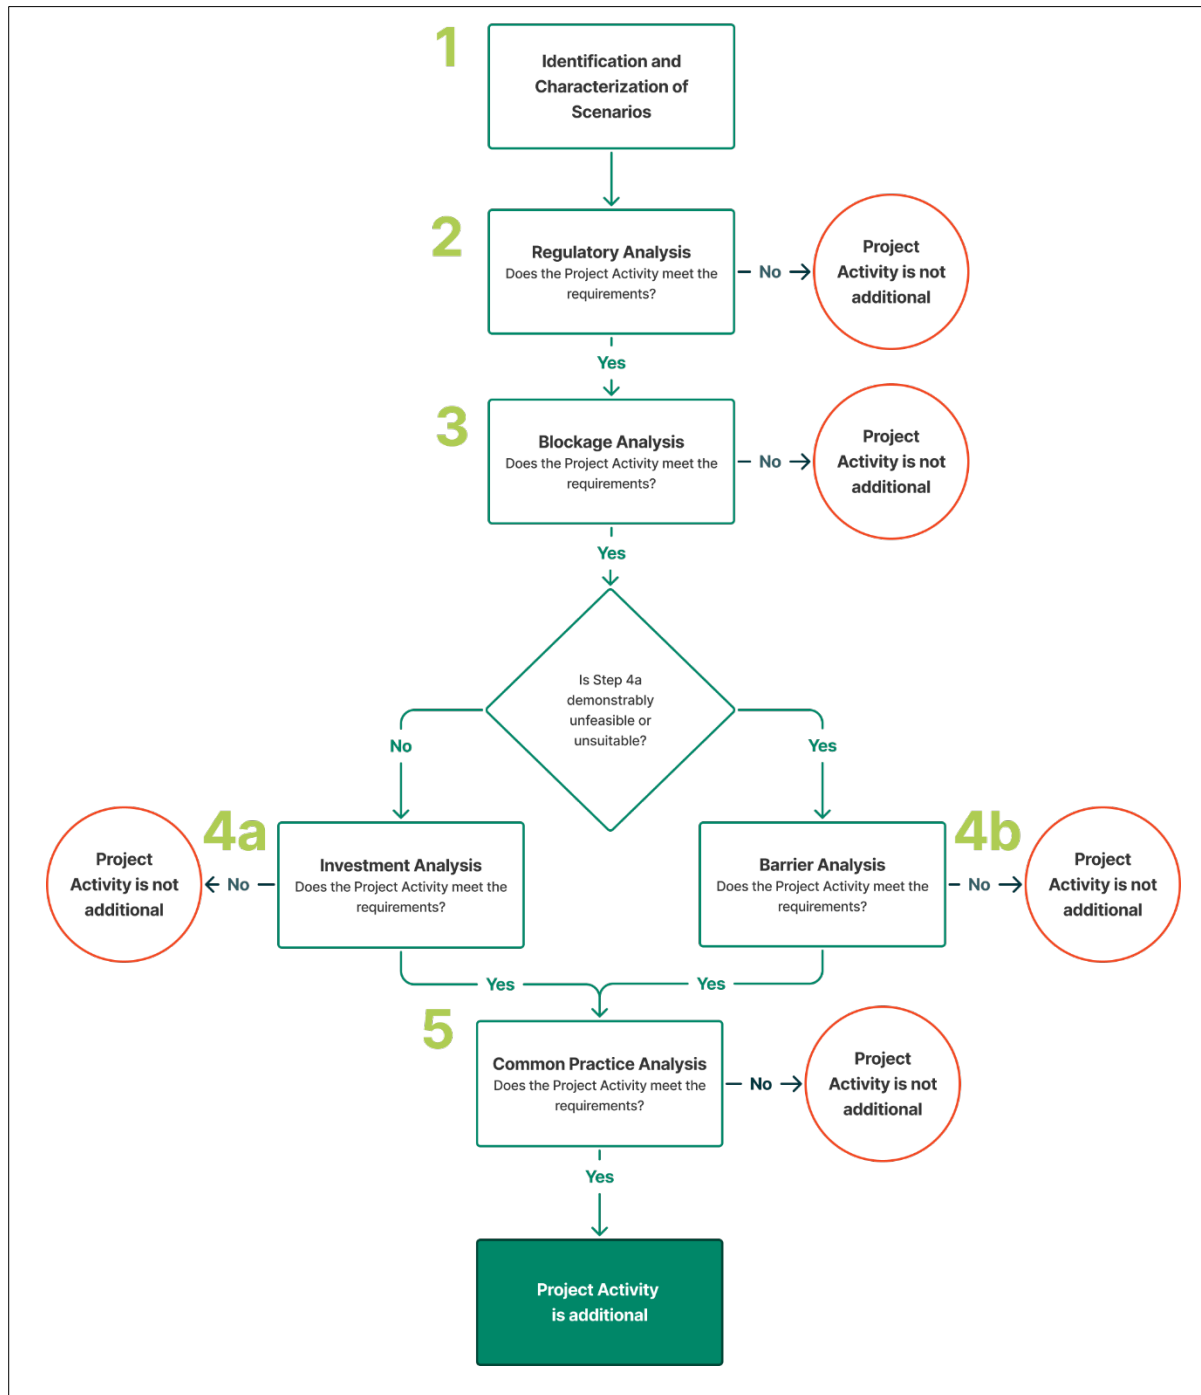 1
Identification and
Characterization of
Scenarios
2
Regulatory Analysis
Does the Project Activity meet the
requirements?
No
Project
Activity is not
additional
Yes
3
Blockage Analysis
Does the Project Activity meet the
requirements?
No
Project
Activity is not
additional
Yes
Is Step 4a
demonstrably
unfeasible or
unsuitable?
No
Yes
4a
Investment Analysis
Does the Project Activity meet the
requirements?
No
Project
Activity is not
additional
4b
Barrier Analysis
Does the Project Activity meet the
requirements?
No
Project
Activity is not
additional
Yes
Yes
5
Common Practice Analysis
Does the Project Activity meet the
requirements?
No
Project
Activity is not
additional
Yes
Project Activity
is additional